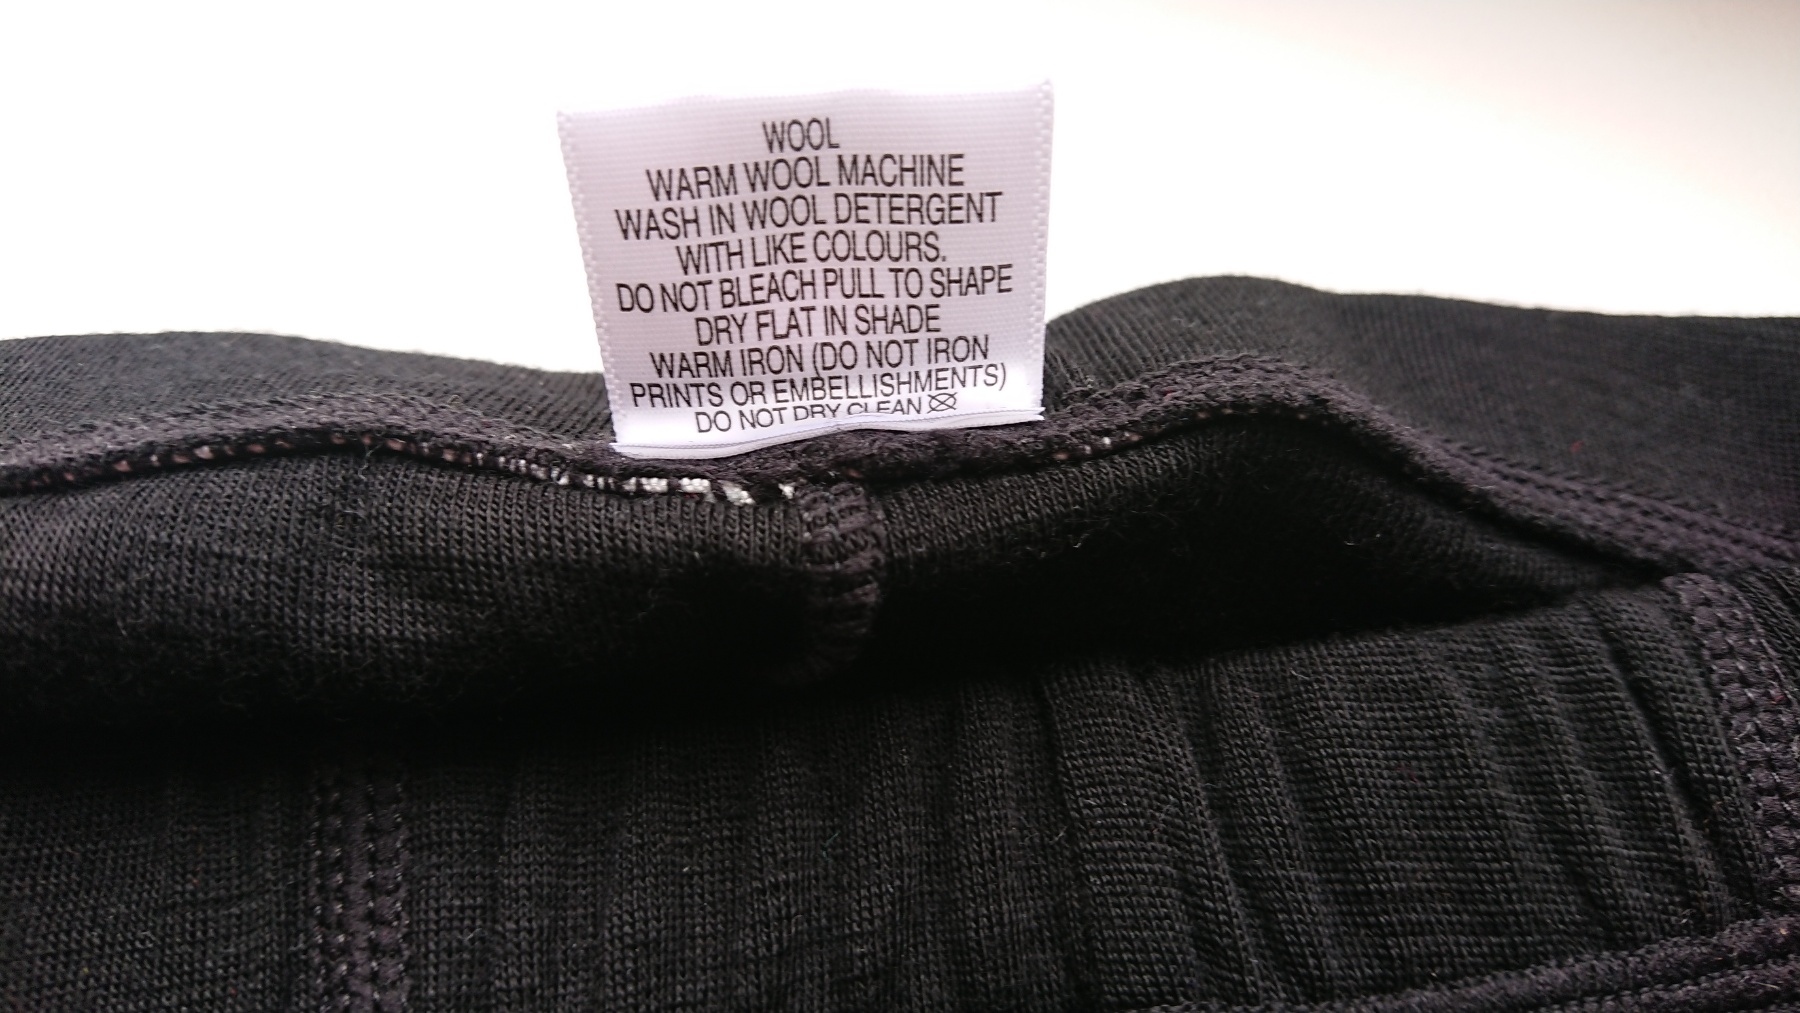 WOOL
WARM WOOL MACHINE
WASH IN WOOL DETERGENT
WITH LIKE COLOURS.
DO NOT BLEACH PULL TO SHAPE
DRY FLAT IN SHADE
WARM IRON (DO NOT IRON
PRINTS OR EMBELLISHMENTS)
DO NOT DRY CLEAN